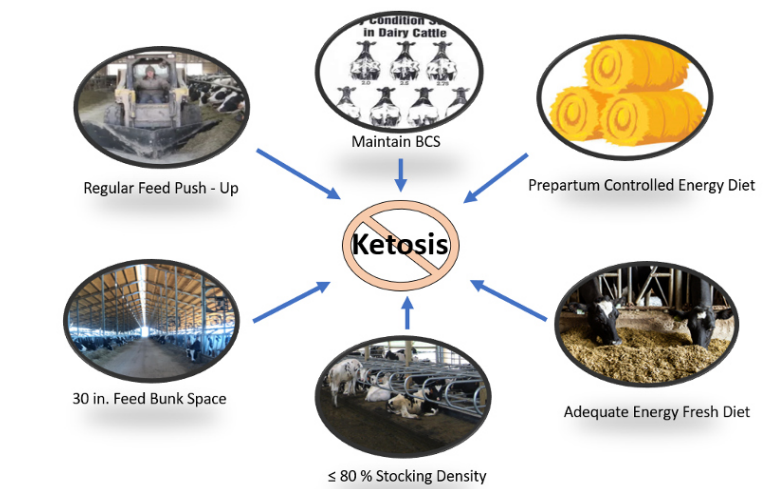 Condition
in Dairy Cattle
Maintain BCS
Regular Feed Push - Up
Prepartum Controlled Energy Diet
Ketosis
30 in. Feed Bunk Space
Adequate Energy Fresh Diet
≤ 80 % Stocking Density